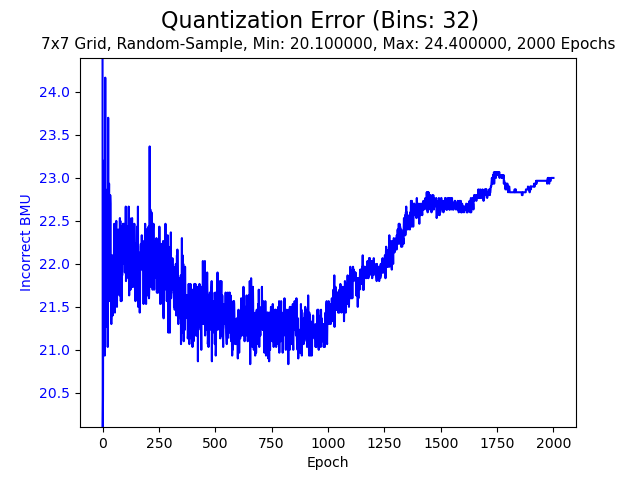 Quantization Error (Bins: 32)
7x7 Grid, Random-Sample, Min: 20.100000, Max: 24.400000, 2000 Epochs
24.0
23.5
23.0
22.5
22.0
21.5
21.0
20.5
Incorrect BMU
0 250 500 750 1000 1250 1500 1750 2000
Epoch